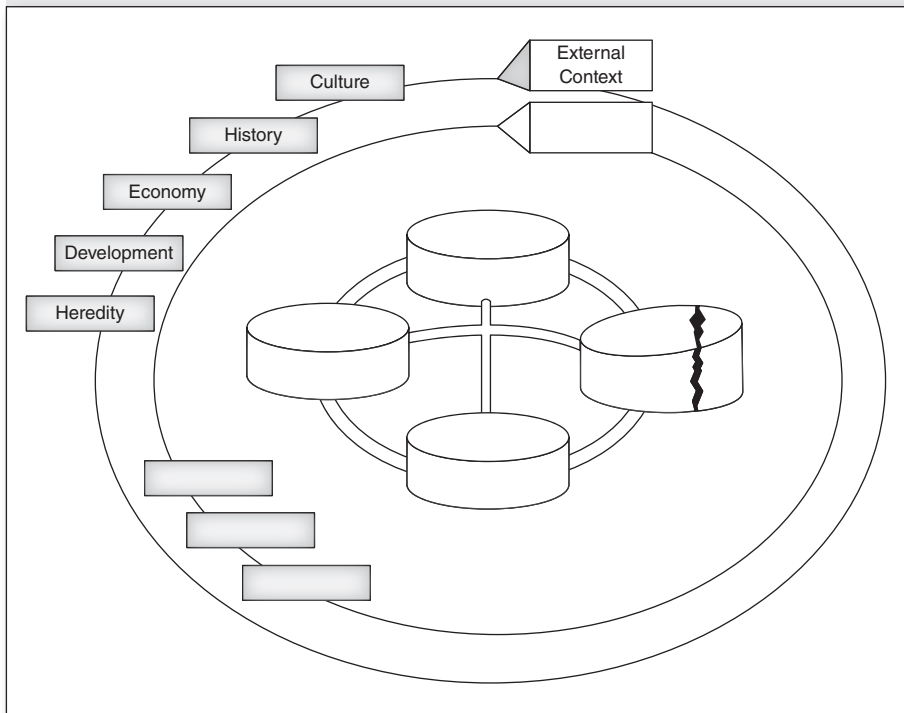 External
Context
Culture
History
Economy
Development
Heredity